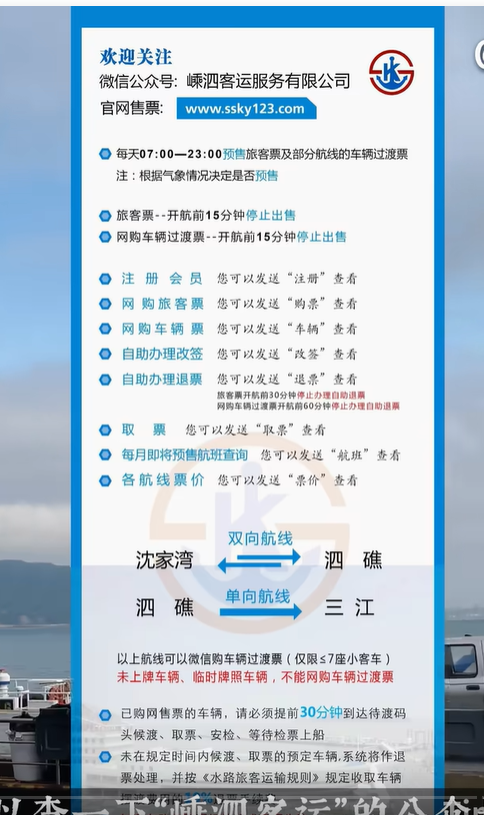 欢迎关注
微信公众号: 嵊泗客运服务有限公司
官网售票: www.ssky123.com
每天07:00—23:00预售旅客票及部分航线的车辆过渡票
注：根据气象情况决定是否预售
旅客票--开航前15分钟停止出售
网购车辆过渡票--开航前15分钟停止出售
注 册 会 员 您可以发送“注册”查看
网 购 旅 客 票 您可以发送“购票”查看
网 购 车 辆 票 您可以发送“车辆”查看
自助办理改签 您可以发送“改签”查看
自助办理退票 您可以发送“退票”查看
旅客票开航前30分钟停止办理自助退票
网购车辆过渡票开航前60分钟停止办理自助退票
取 票 您可以发送“取票”查看
每月即将预售航班查询 您可以发送“航班”查看
各 航 线 票 价 您可以发送“票价”查看
双向航线
沈家湾 泗 礁
单向航线
泗 礁 三 江
以上航线可以微信购车辆过渡票（仅限≤7座小客车）
未上牌车辆、临时牌照车辆，不能网购车辆过渡票
已购网售票的车辆，请必须提前30分钟到达待渡码
头候渡、取票、安检、等待检票上船
未在规定时间内候渡、取票的预定车辆,系统将作退
票处理，并按《水路旅客运输规则》规定收取车辆
以查一下“嵊泗客运”的公众